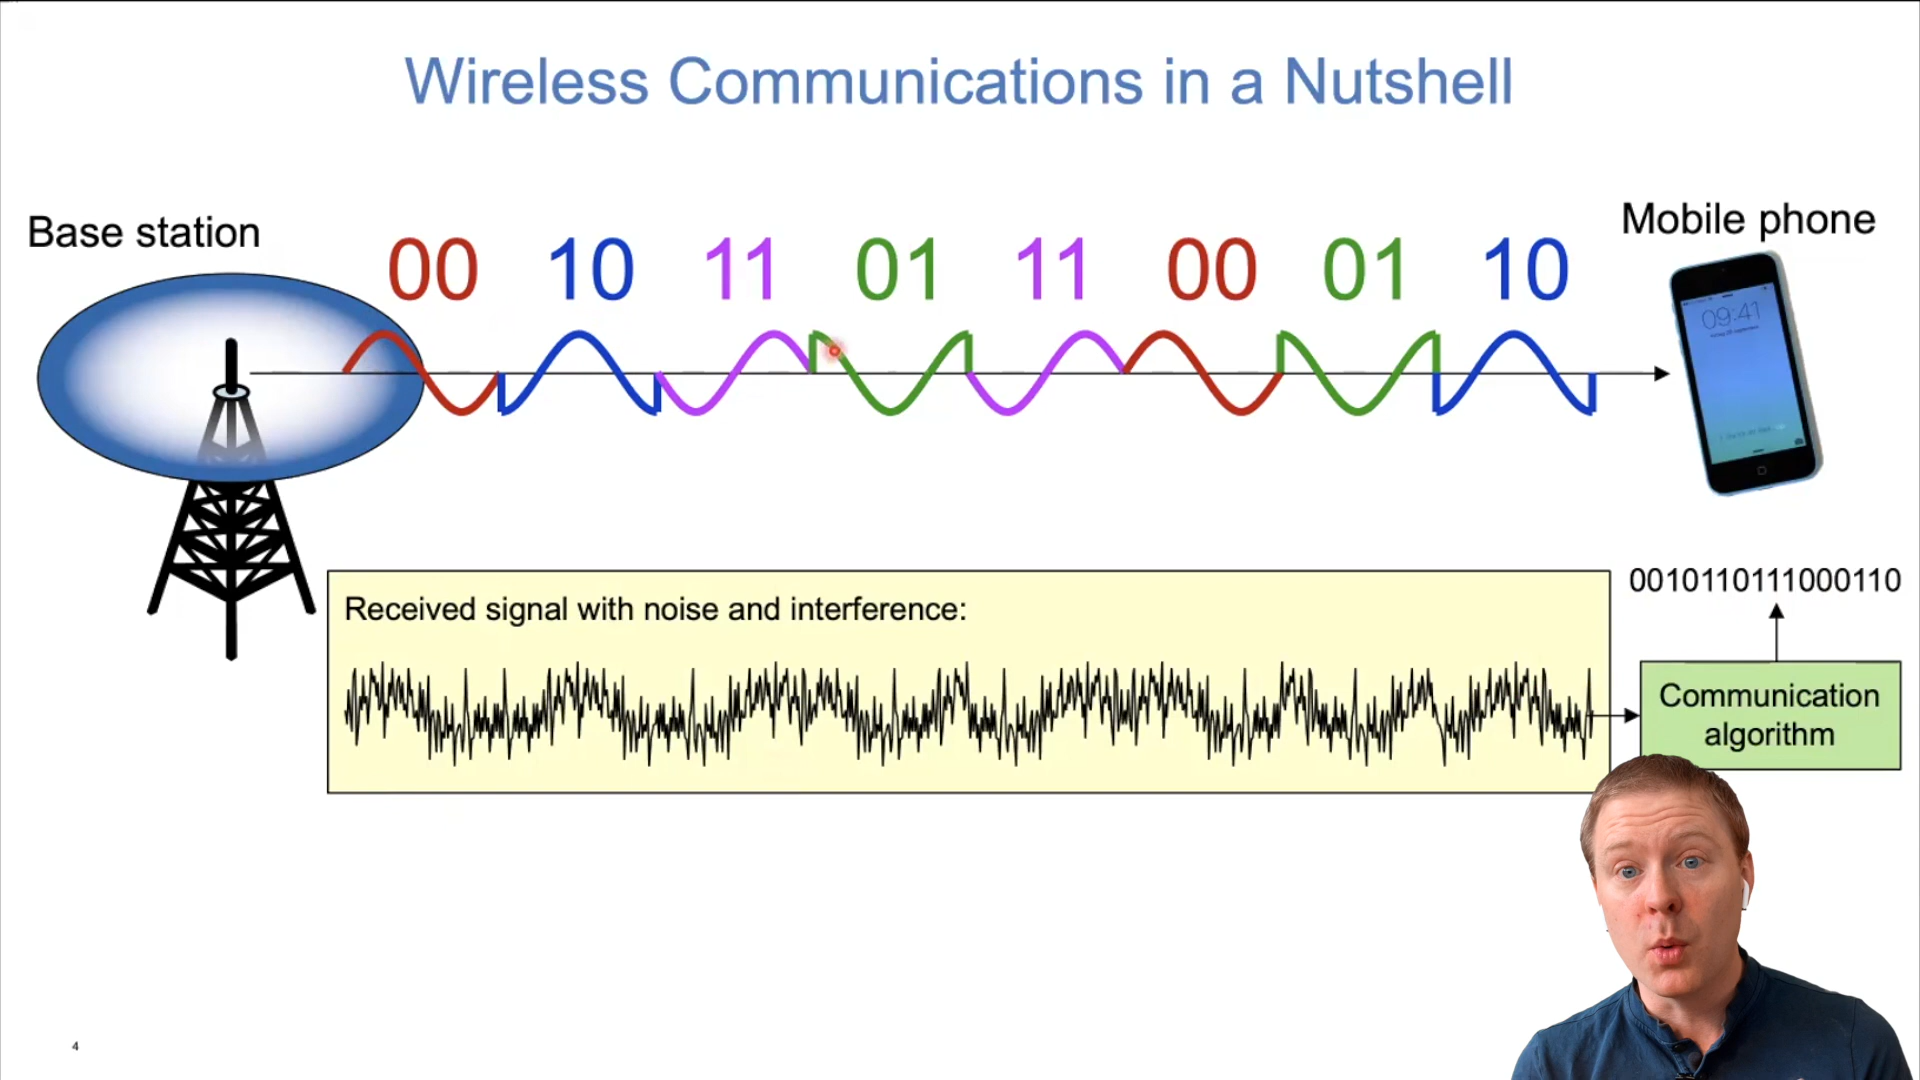 Wireless Communications in a Nutshell
Base station
Mobile phone
00 10 11 01 11 00 01 10
09:41
Received signal with noise and interference:
0010110111000110
Communication
algorithm
4